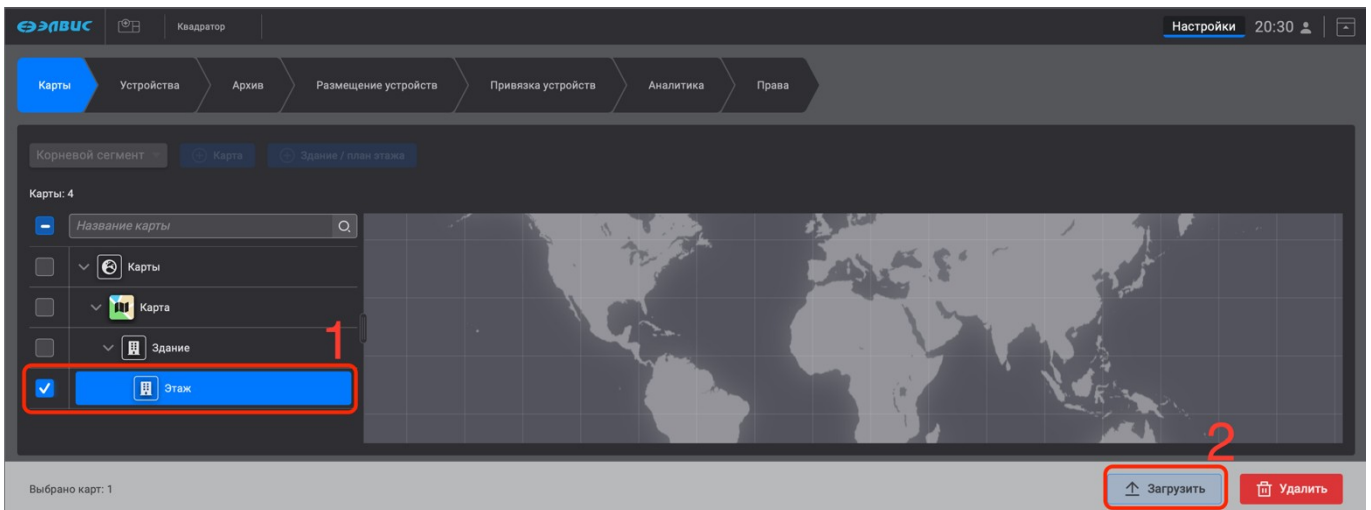 ЭЛВИС Квадратор Настройки 20:30
Карты Устройства Архив Размещение устройств Привязка устройств Аналитика Права
Корневой сегмент Карта Здание / план этажа
Карты: 4
Название карты
Карты
Карта
Здание
1
Этаж
2
Выбрано карт: 1 Загрузить Удалить